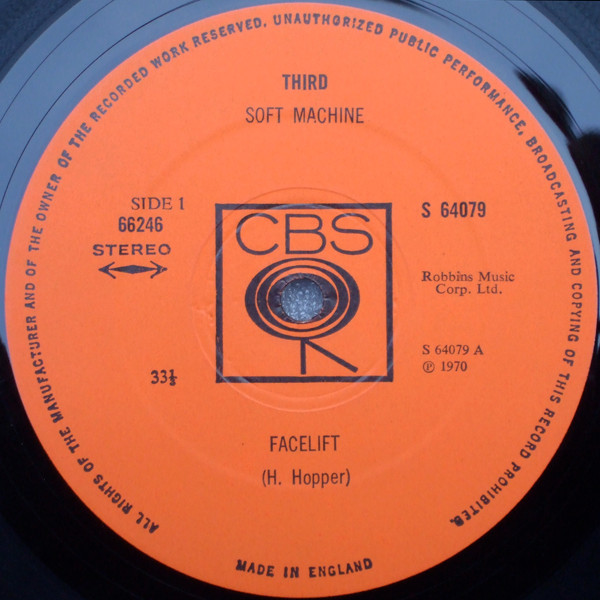 ALL RIGHTS OF THE MANUFACTURER AND OF THE OWNER OF THE RECORDED WORK RESERVED. UNAUTHORIZED PUBLIC PERFORMANCE, BROADCASTING AND COPYING OF THIS RECORD PROHIBITED.
THIRD
SOFT MACHINE
SIDE 1
66246
STEREO
S 64079
CBS
Robbins Music
Corp. Ltd.
S 64079 A
℗ 1970
33⅓
FACELIFT
(H. Hopper)
MADE IN ENGLAND